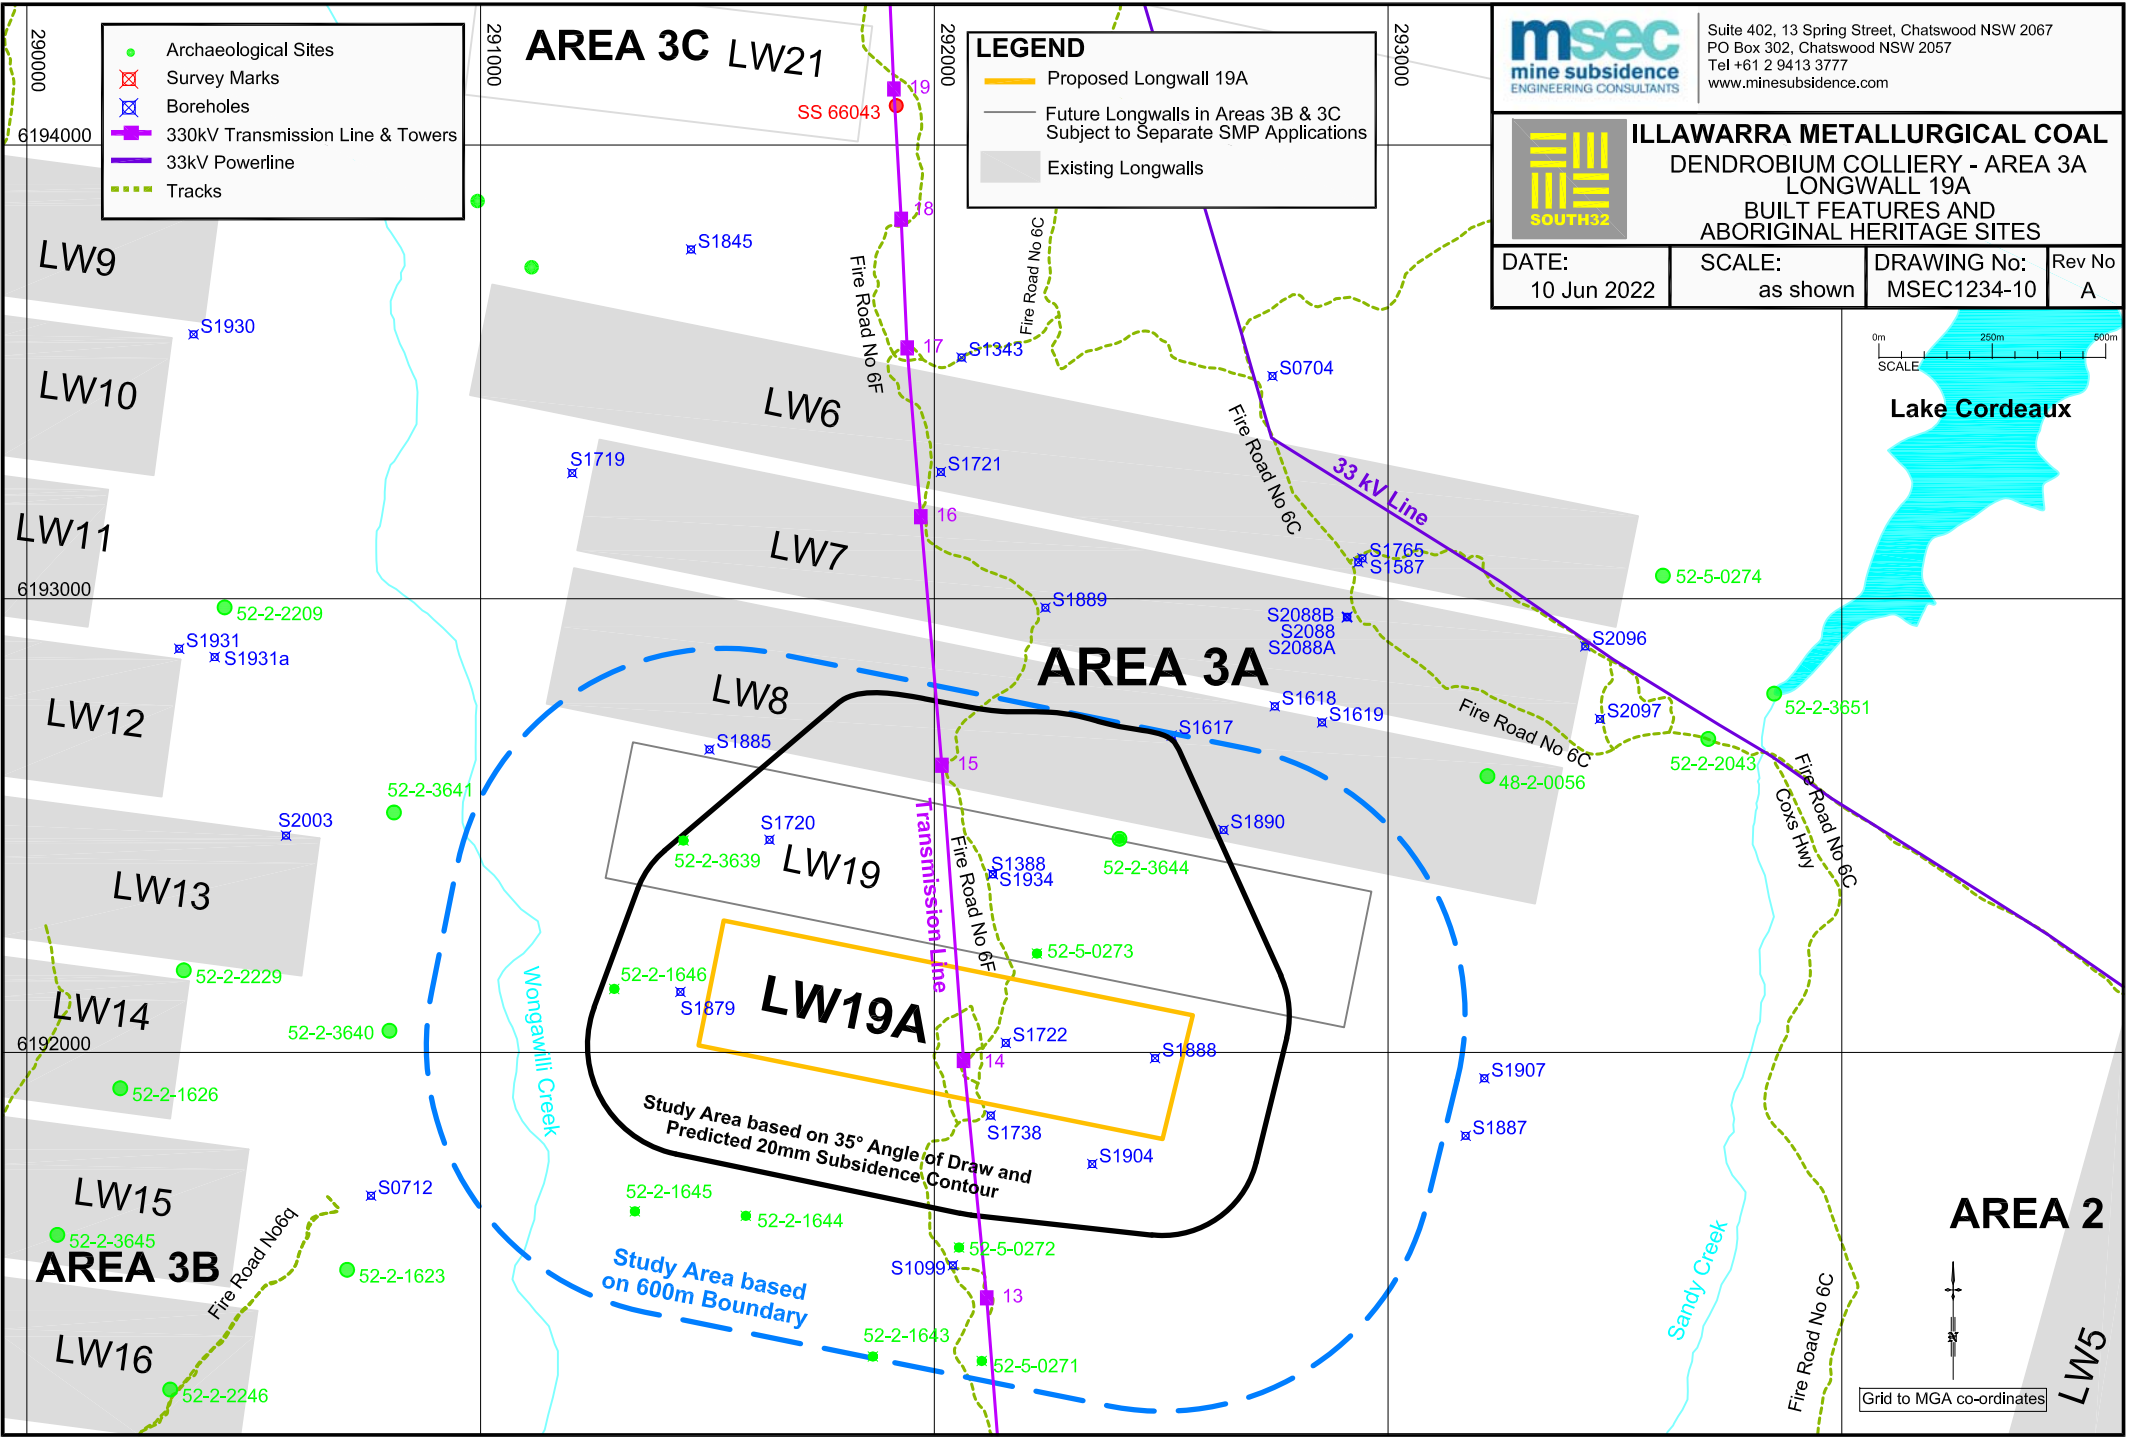 Archaeological Sites
Survey Marks
Boreholes
330kV Transmission Line & Towers
33kV Powerline
Tracks
LEGEND
Proposed Longwall 19A
Future Longwalls in Areas 3B & 3C
Subject to Separate SMP Applications
Existing Longwalls
msec
mine subsidence
ENGINEERING CONSULTANTS
Suite 402, 13 Spring Street, Chatswood NSW 2067
PO Box 302, Chatswood NSW 2057
Tel +61 2 9413 3777
www.minesubsidence.com
SOUTH32
ILLAWARRA METALLURGICAL COAL
DENDROBIUM COLLIERY - AREA 3A
LONGWALL 19A
BUILT FEATURES AND
ABORIGINAL HERITAGE SITES
DATE:
10 Jun 2022
SCALE:
as shown
DRAWING No:
MSEC1234-10
Rev No
A
0m
250m
500m
SCALE
290000
291000
292000
293000
6194000
6193000
6192000
AREA 3C
LW21
19
SS 66043
18
S1845
Fire Road No 6F
Fire Road No 6C
LW9
S1930
17
S1343
S0704
Lake Cordeaux
LW10
LW6
Fire Road No 6C
S1719
S1721
33 kV Line
16
LW11
LW7
S1765
S1587
52-5-0274
52-2-2209
S1889
S2088B
S2088
S2088A
S1931
S1931a
S2096
AREA 3A
LW12
LW8
S1618
S1619
S1617
Fire Road No 6C
S2097
52-2-3651
S1885
15
52-2-2043
48-2-0056
Fire Road No 6C
Coxs Hwy
52-2-3641
S2003
S1720
Transmission Line
Fire Road No 6F
S1890
52-2-3639
LW19
S1388
S1934
52-2-3644
LW13
52-5-0273
52-2-2229
52-2-1646
S1879
Wongawilli Creek
LW19A
LW14
52-2-3640
S1722
S1888
14
S1907
52-2-1626
Study Area based on 35° Angle of Draw and
Predicted 20mm Subsidence Contour
S1738
S1887
S1904
LW15
S0712
52-2-1645
52-2-1644
AREA 2
52-2-3645
AREA 3B
Fire Road No6q
52-2-1623
Study Area based
on 600m Boundary
52-5-0272
S1099
13
Sandy Creek
Fire Road No 6C
N
LW16
52-2-1643
52-5-0271
LW5
52-2-2246
Grid to MGA co-ordinates